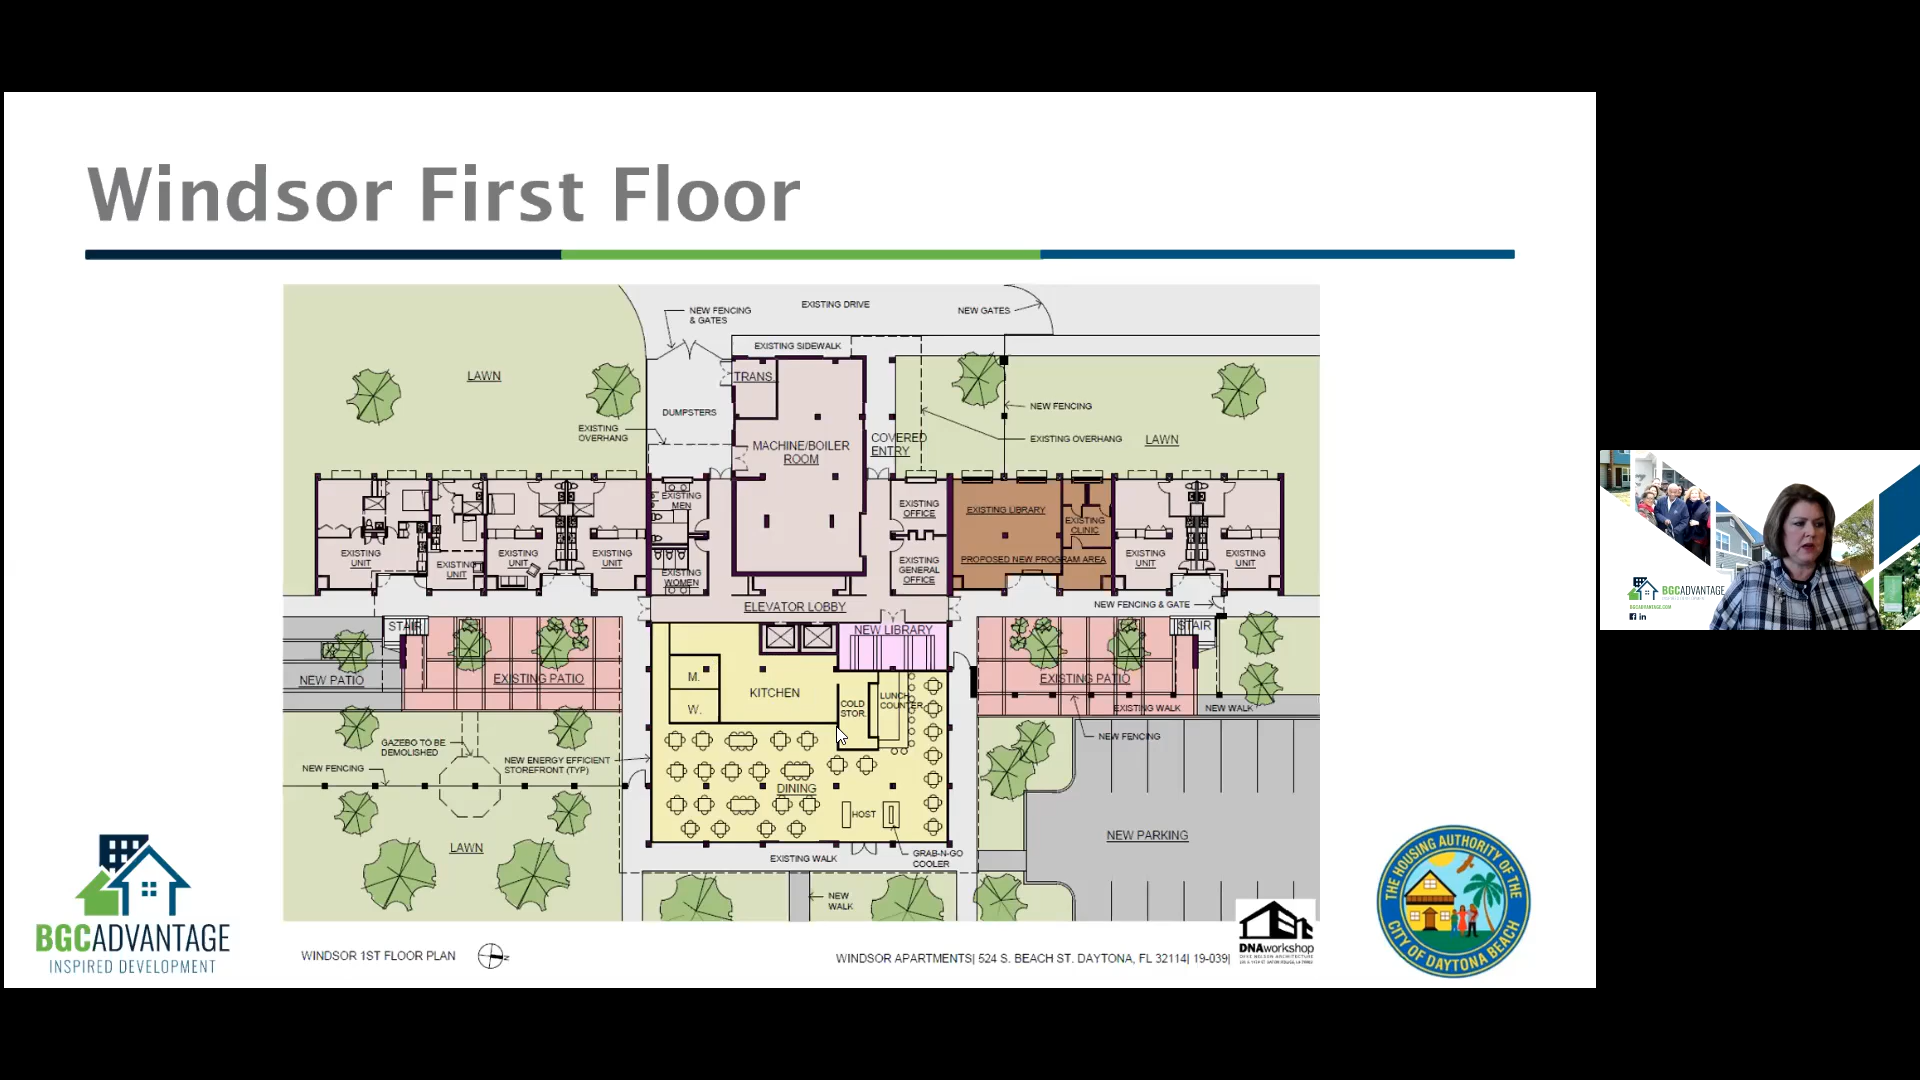 Windsor First Floor
EXISTING DRIVE
NEW FENCING
& GATES
NEW GATES
EXISTING SIDEWALK
LAWN
TRANS.
DUMPSTERS
NEW FENCING
EXISTING
OVERHANG
COVERED
ENTRY
EXISTING OVERHANG
LAWN
MACHINE/BOILER
ROOM
EXISTING
MEN
EXISTING
OFFICE
EXISTING LIBRARY
EXISTING
CLINIC
EXISTING
UNIT
EXISTING
UNIT
EXISTING
UNIT
EXISTING
UNIT
EXISTING
WOMEN
EXISTING
GENERAL
OFFICE
PROPOSED NEW PROGRAM AREA
EXISTING
UNIT
EXISTING
UNIT
ELEVATOR LOBBY
NEW FENCING & GATE
STAIR
NEW LIBRARY
STAIR
NEW PATIO
EXISTING PATIO
M.
W.
KITCHEN
COLD
STOR.
LUNCH
COUNTER
EXISTING PATIO
EXISTING WALK
NEW WALK
GAZEBO TO BE
DEMOLISHED
NEW ENERGY EFFICIENT
STOREFRONT (TYP)
NEW FENCING
NEW FENCING
DINING
HOST
NEW PARKING
LAWN
EXISTING WALK
GRAB-N-GO
COOLER
NEW
WALK
WINDSOR 1ST FLOOR PLAN
WINDSOR APARTMENTS| 524 S. BEACH ST. DAYTONA, FL 32114| 19-039|
DNAworkshop
BGCADVANTAGE
INSPIRED DEVELOPMENT
THE HOUSING AUTHORITY OF THE
CITY OF DAYTONA BEACH
BGCADVANTAGE
BGCADVANTAGE.COM